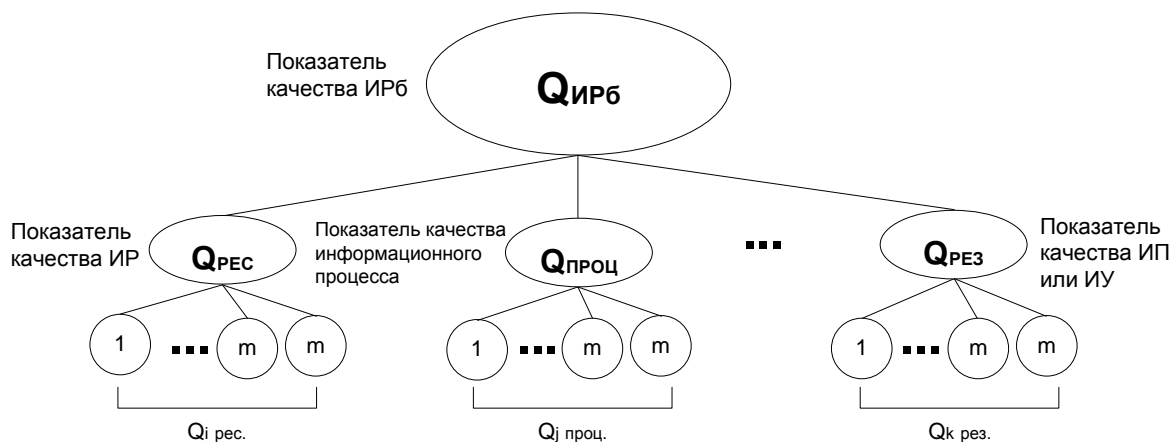 Показатель
качества ИРб
QИРб
Показатель
качества ИР
QРЕС
Показатель качества
информационного
процесса
QПРОЦ
...
QРЕЗ
Показатель
качества ИП
или ИУ
1 ... m m
1 ... m m
1 ... m m
Qi рес.
Qj проц.
Qk рез.